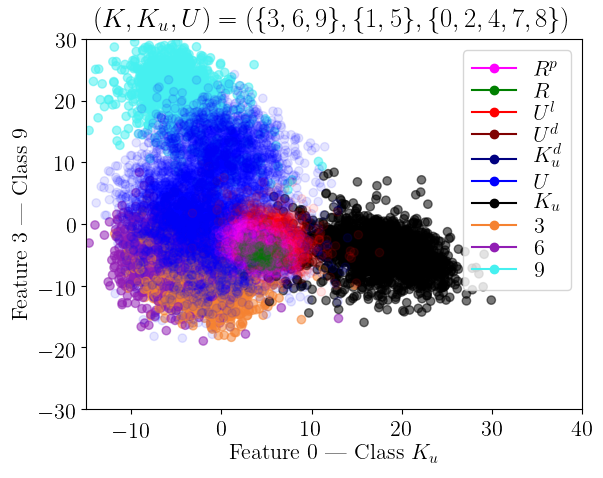 (K, K_u, U) = ({3, 6, 9}, {1, 5}, {0, 2, 4, 7, 8})
30
20
10
0
−10
−20
−30
Feature 3 — Class 9
R^p
R
U^l
U^d
K_u^d
U
K_u
3
6
9
−10 0 10 20 30 40
Feature 0 — Class K_u